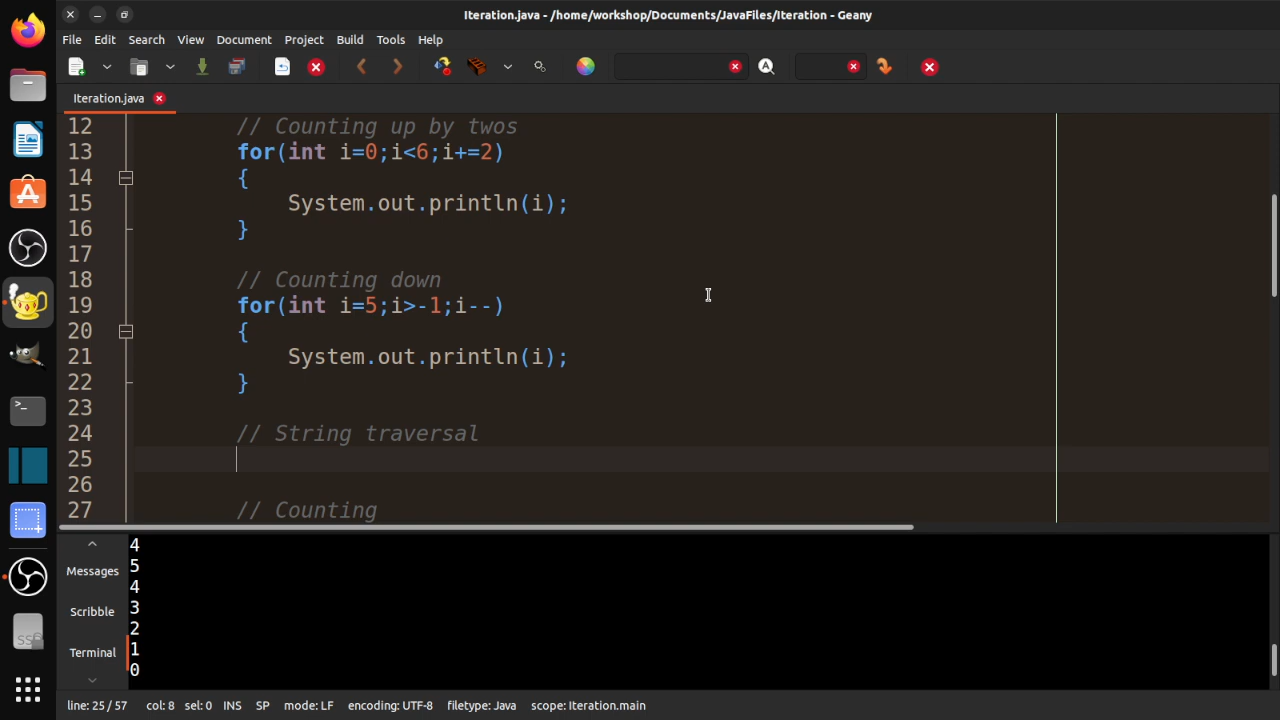 Iteration.java - /home/workshop/Documents/JavaFiles/Iteration - Geany
File Edit Search View Document Project Build Tools Help
Iteration.java
12 // Counting up by twos
13 for(int i=0;i<6;i+=2)
14 {
15 System.out.println(i);
16 }
17
18 // Counting down
19 for(int i=5;i>-1;i--)
20 {
21 System.out.println(i);
22 }
23
24 // String traversal
25
26
27 // Counting
Messages
Scribble
Terminal
4
5
4
3
2
1
0
line: 25 / 57 col: 8 sel: 0 INS SP mode: LF encoding: UTF-8 filetype: Java scope: Iteration.main